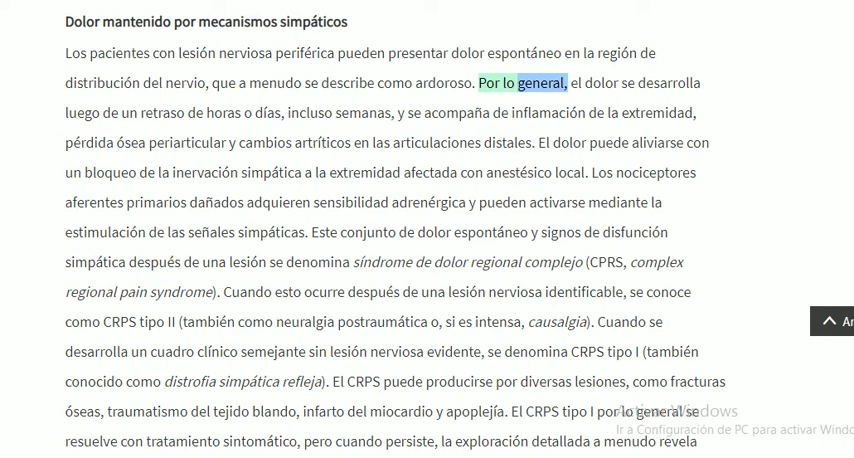 Dolor mantenido por mecanismos simpáticos
Los pacientes con lesión nerviosa periférica pueden presentar dolor espontáneo en la región de
distribución del nervio, que a menudo se describe como ardoroso. Por lo general, el dolor se desarrolla
luego de un retraso de horas o días, incluso semanas, y se acompaña de inflamación de la extremidad,
pérdida ósea periarticular y cambios artríticos en las articulaciones distales. El dolor puede aliviarse con
un bloqueo de la inervación simpática a la extremidad afectada con anestésico local. Los nociceptores
aferentes primarios dañados adquieren sensibilidad adrenérgica y pueden activarse mediante la
estimulación de las señales simpáticas. Este conjunto de dolor espontáneo y signos de disfunción
simpática después de una lesión se denomina síndrome de dolor regional complejo (CPRS, complex
regional pain syndrome). Cuando esto ocurre después de una lesión nerviosa identificable, se conoce
como CRPS tipo II (también como neuralgia postraumática o, si es intensa, causalgia). Cuando se
desarrolla un cuadro clínico semejante sin lesión nerviosa evidente, se denomina CRPS tipo I (también
conocido como distrofia simpática refleja). El CRPS puede producirse por diversas lesiones, como fracturas
óseas, traumatismo del tejido blando, infarto del miocardio y apoplejía. El CRPS tipo I por lo general se
resuelve con tratamiento sintomático, pero cuando persiste, la exploración detallada a menudo revela
Ar
Activar Windows
Ir a Configuración de PC para activar Windo